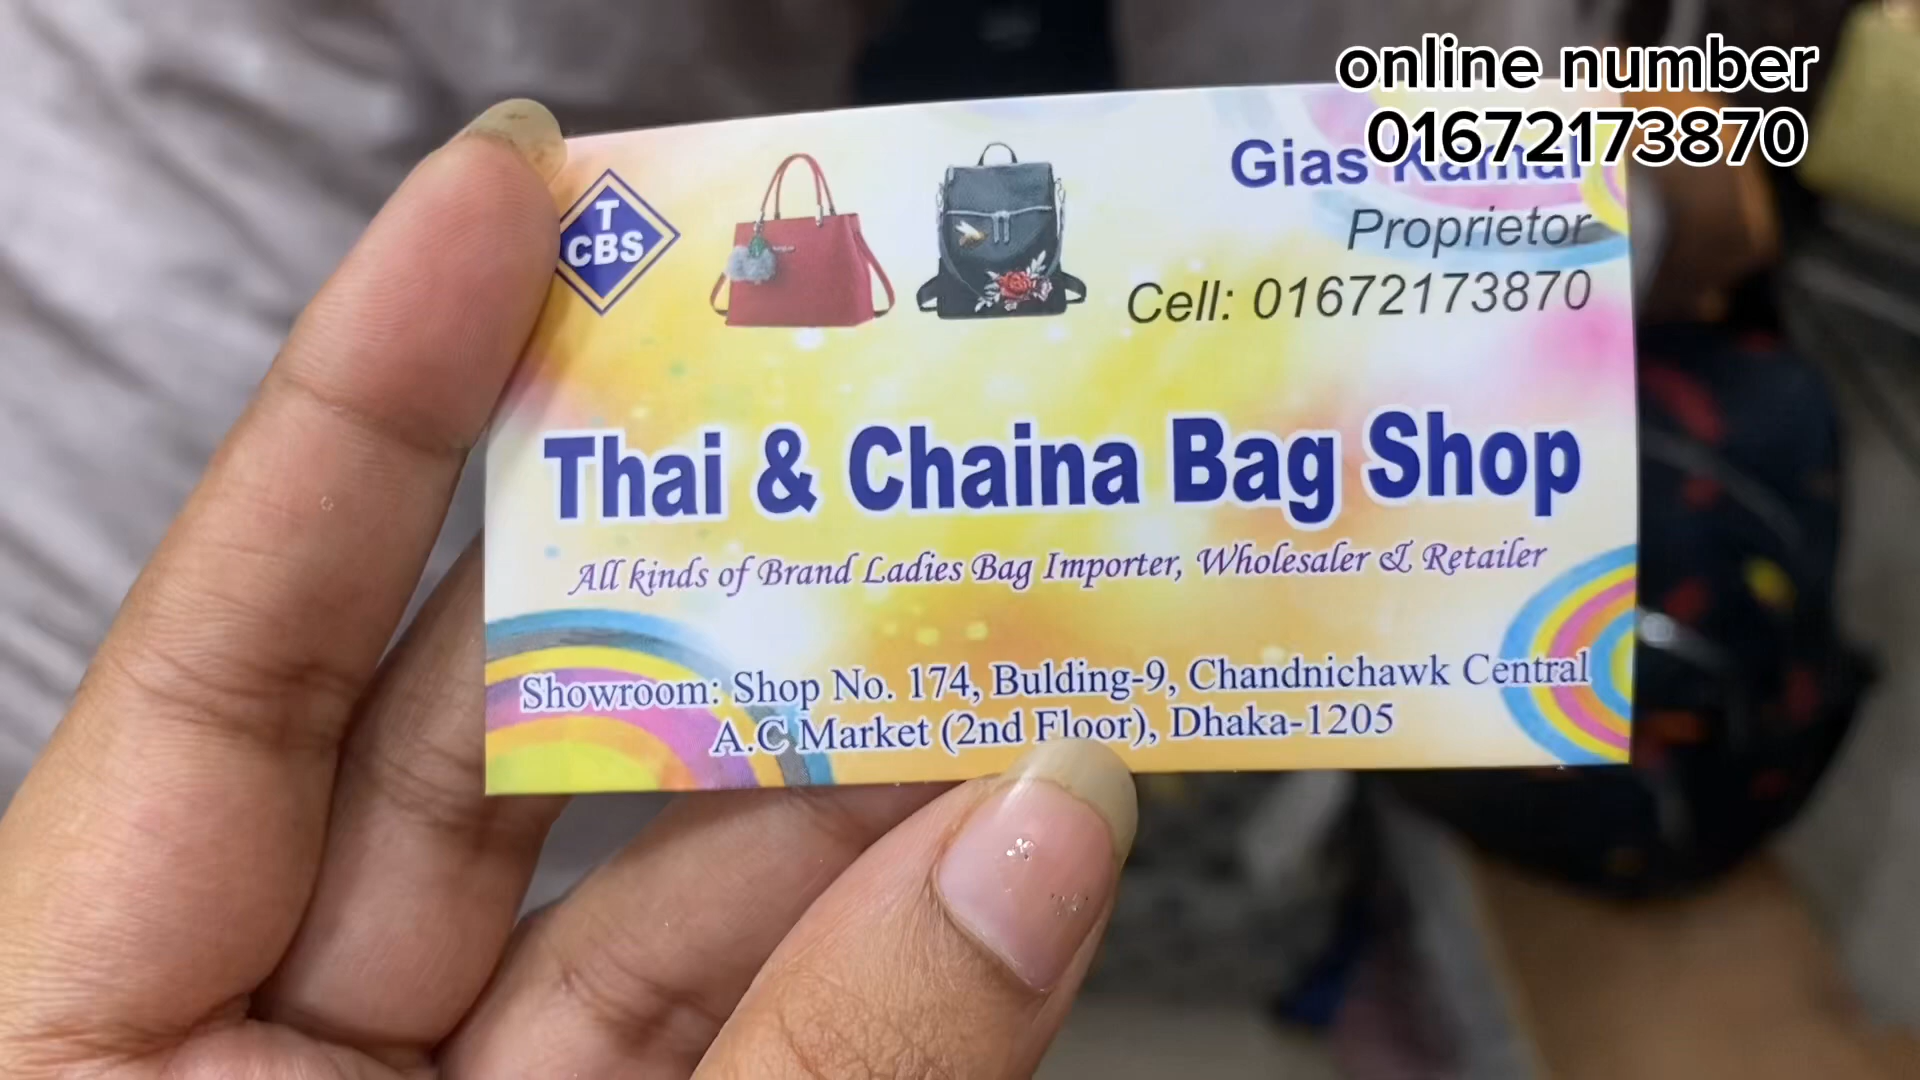 online number
01672173870
T
CBS
Gias Kamal
Proprietor
Cell: 01672173870
Thai & Chaina Bag Shop
All kinds of Brand Ladies Bag Importer, Wholesaler & Retailer
Showroom: Shop No. 174, Bulding-9, Chandnichawk Central
A.C Market (2nd Floor), Dhaka-1205